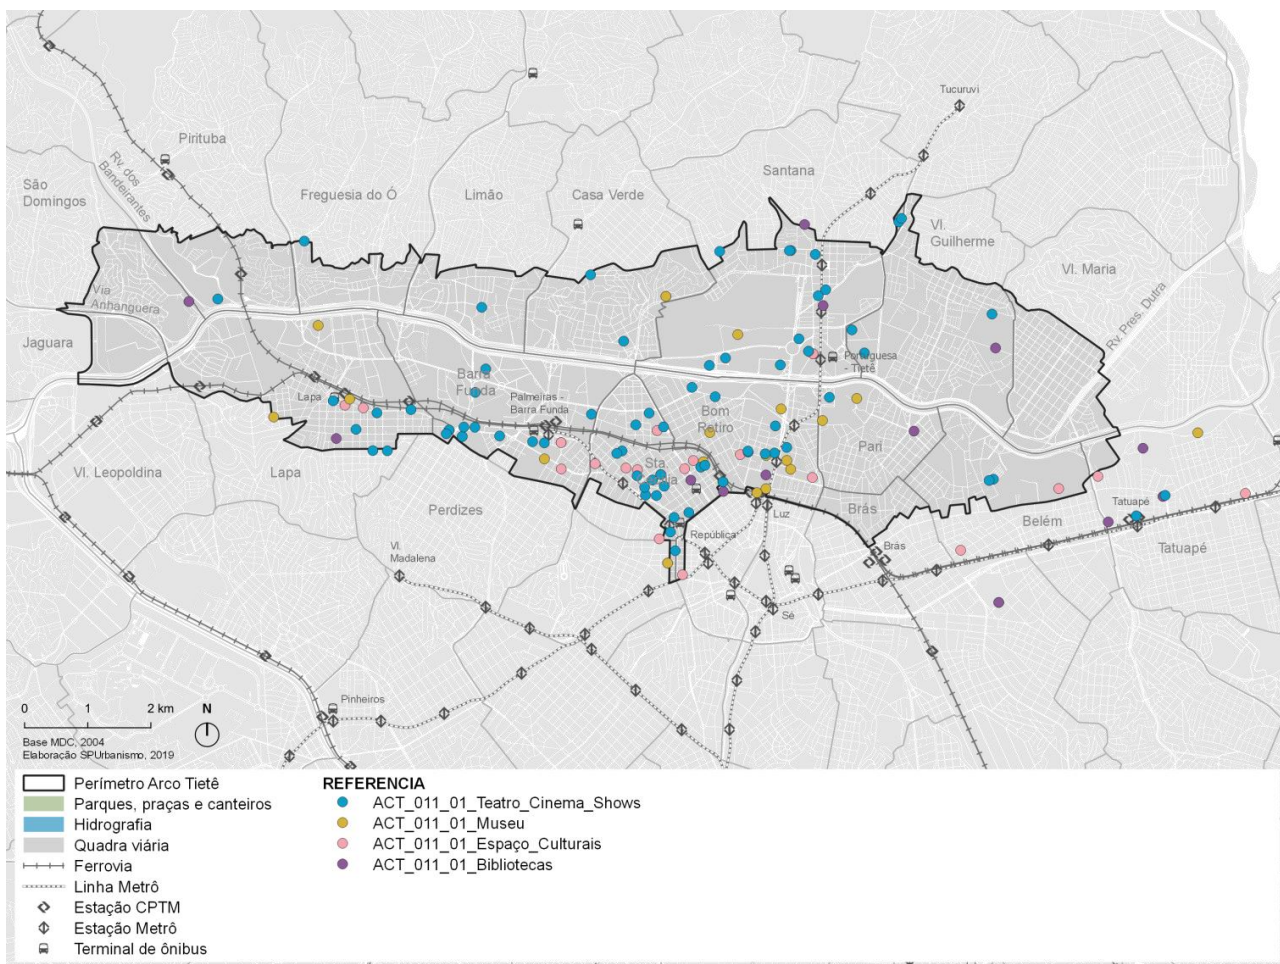 Tucuruvi
Pirituba
Rv. dos
Bandeirantes
Santana
São
Domingos
Freguesia do Ó
Limão
Casa Verde
Vl.
Guilherme
Vl. Maria
Via
Anhanguera
Rv. Pres. Dutra
Jaguara
Portuguesa
- Tietê
Barra
Funda
Lapa
Palmeiras -
Barra Funda
Bom
Retiro
Pari
Vl. Leopoldina
Lapa
Sta.
Perdizes
Luz
Brás
Belém
Tatuapé
Tatuapé
República
Vl.
Madalena
Brás
Sé
Pinheiros
0 1 2 km
N
Base MDC, 2004
Elaboração SPUrbanismo, 2019
Perímetro Arco Tietê
Parques, praças e canteiros
Hidrografia
Quadra viária
Ferrovia
Linha Metrô
Estação CPTM
Estação Metrô
Terminal de ônibus
REFERENCIA
ACT_011_01_Teatro_Cinema_Shows
ACT_011_01_Museu
ACT_011_01_Espaço_Culturais
ACT_011_01_Bibliotecas